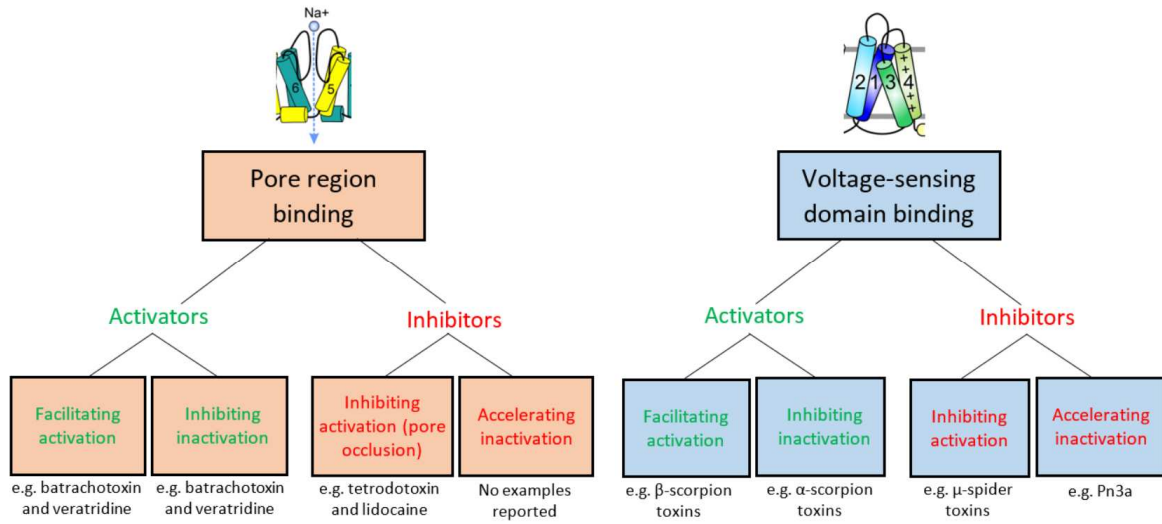 Na+
6
5
2
1
3
4
+
+
+
+
Pore region
binding
Voltage-sensing
domain binding
Activators
Inhibitors
Activators
Inhibitors
Facilitating
activation
Inhibiting
inactivation
Inhibiting
activation (pore
occlusion)
Accelerating
inactivation
Facilitating
activation
Inhibiting
inactivation
Inhibiting
activation
Accelerating
inactivation
e.g. batrachotoxin
and veratridine
e.g. batrachotoxin
and veratridine
e.g. tetrodotoxin
and lidocaine
No examples
reported
e.g. β-scorpion
toxins
e.g. α-scorpion
toxins
e.g. μ-spider
toxins
e.g. Pn3a